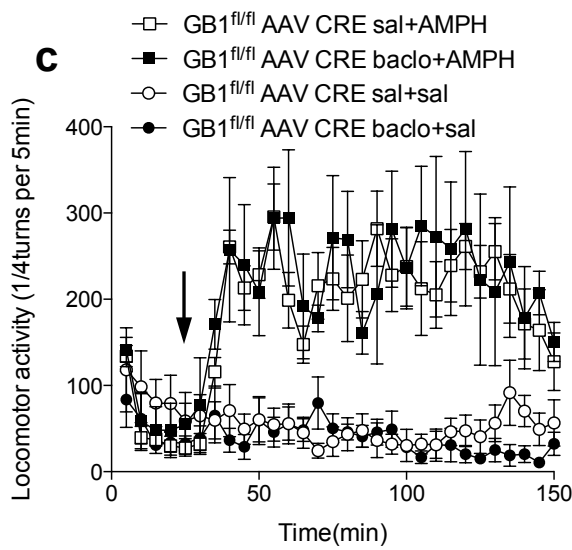 c
GB1fl/fl AAV CRE sal+AMPH
GB1fl/fl AAV CRE baclo+AMPH
GB1fl/fl AAV CRE sal+sal
GB1fl/fl AAV CRE baclo+sal
Locomotor activity (1/4turns per 5min)
400
300
200
100
0
0 50 100 150
Time(min)